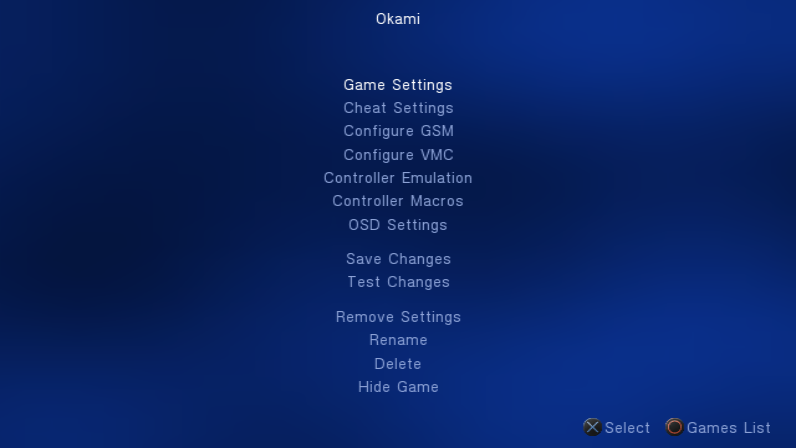 Okami
Game Settings
Cheat Settings
Configure GSM
Configure VMC
Controller Emulation
Controller Macros
OSD Settings
Save Changes
Test Changes
Remove Settings
Rename
Delete
Hide Game
Select Games List